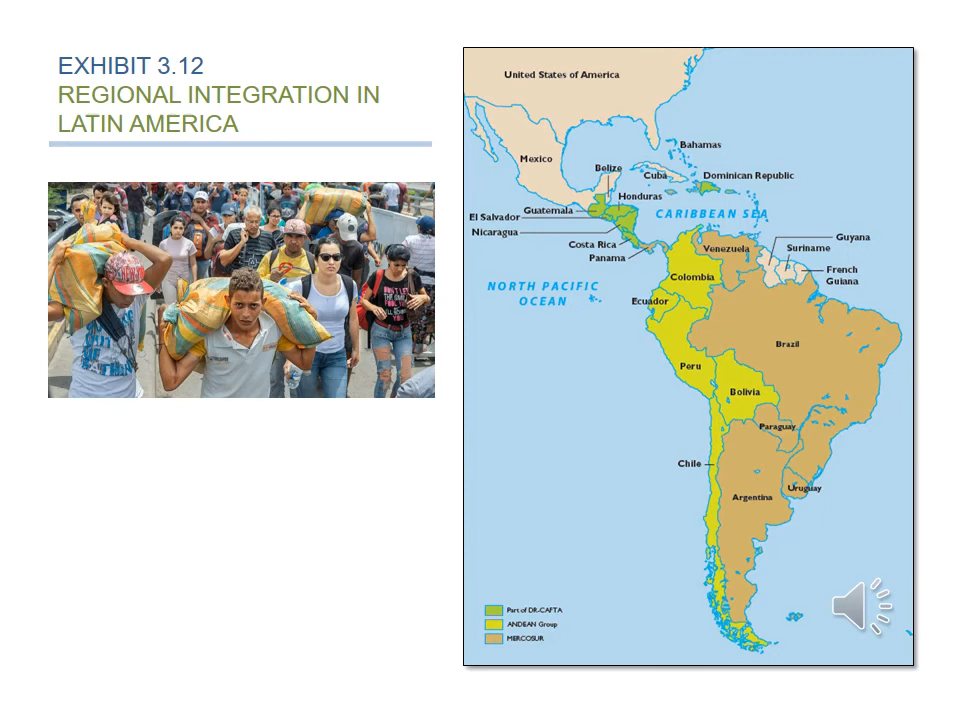 EXHIBIT 3.12
REGIONAL INTEGRATION IN
LATIN AMERICA
United States of America
Mexico
Bahamas
Belize
Cuba
Dominican Republic
Honduras
Guatemala
El Salvador
CARIBBEAN SEA
Nicaragua
Costa Rica
Panama
Venezuela
Guyana
Suriname
French
Guiana
Colombia
NORTH PACIFIC
OCEAN
Ecuador
Brazil
Peru
Bolivia
Paraguay
Chile
Uruguay
Argentina
Part of DR-CAFTA
ANDEAN Group
MERCOSUR